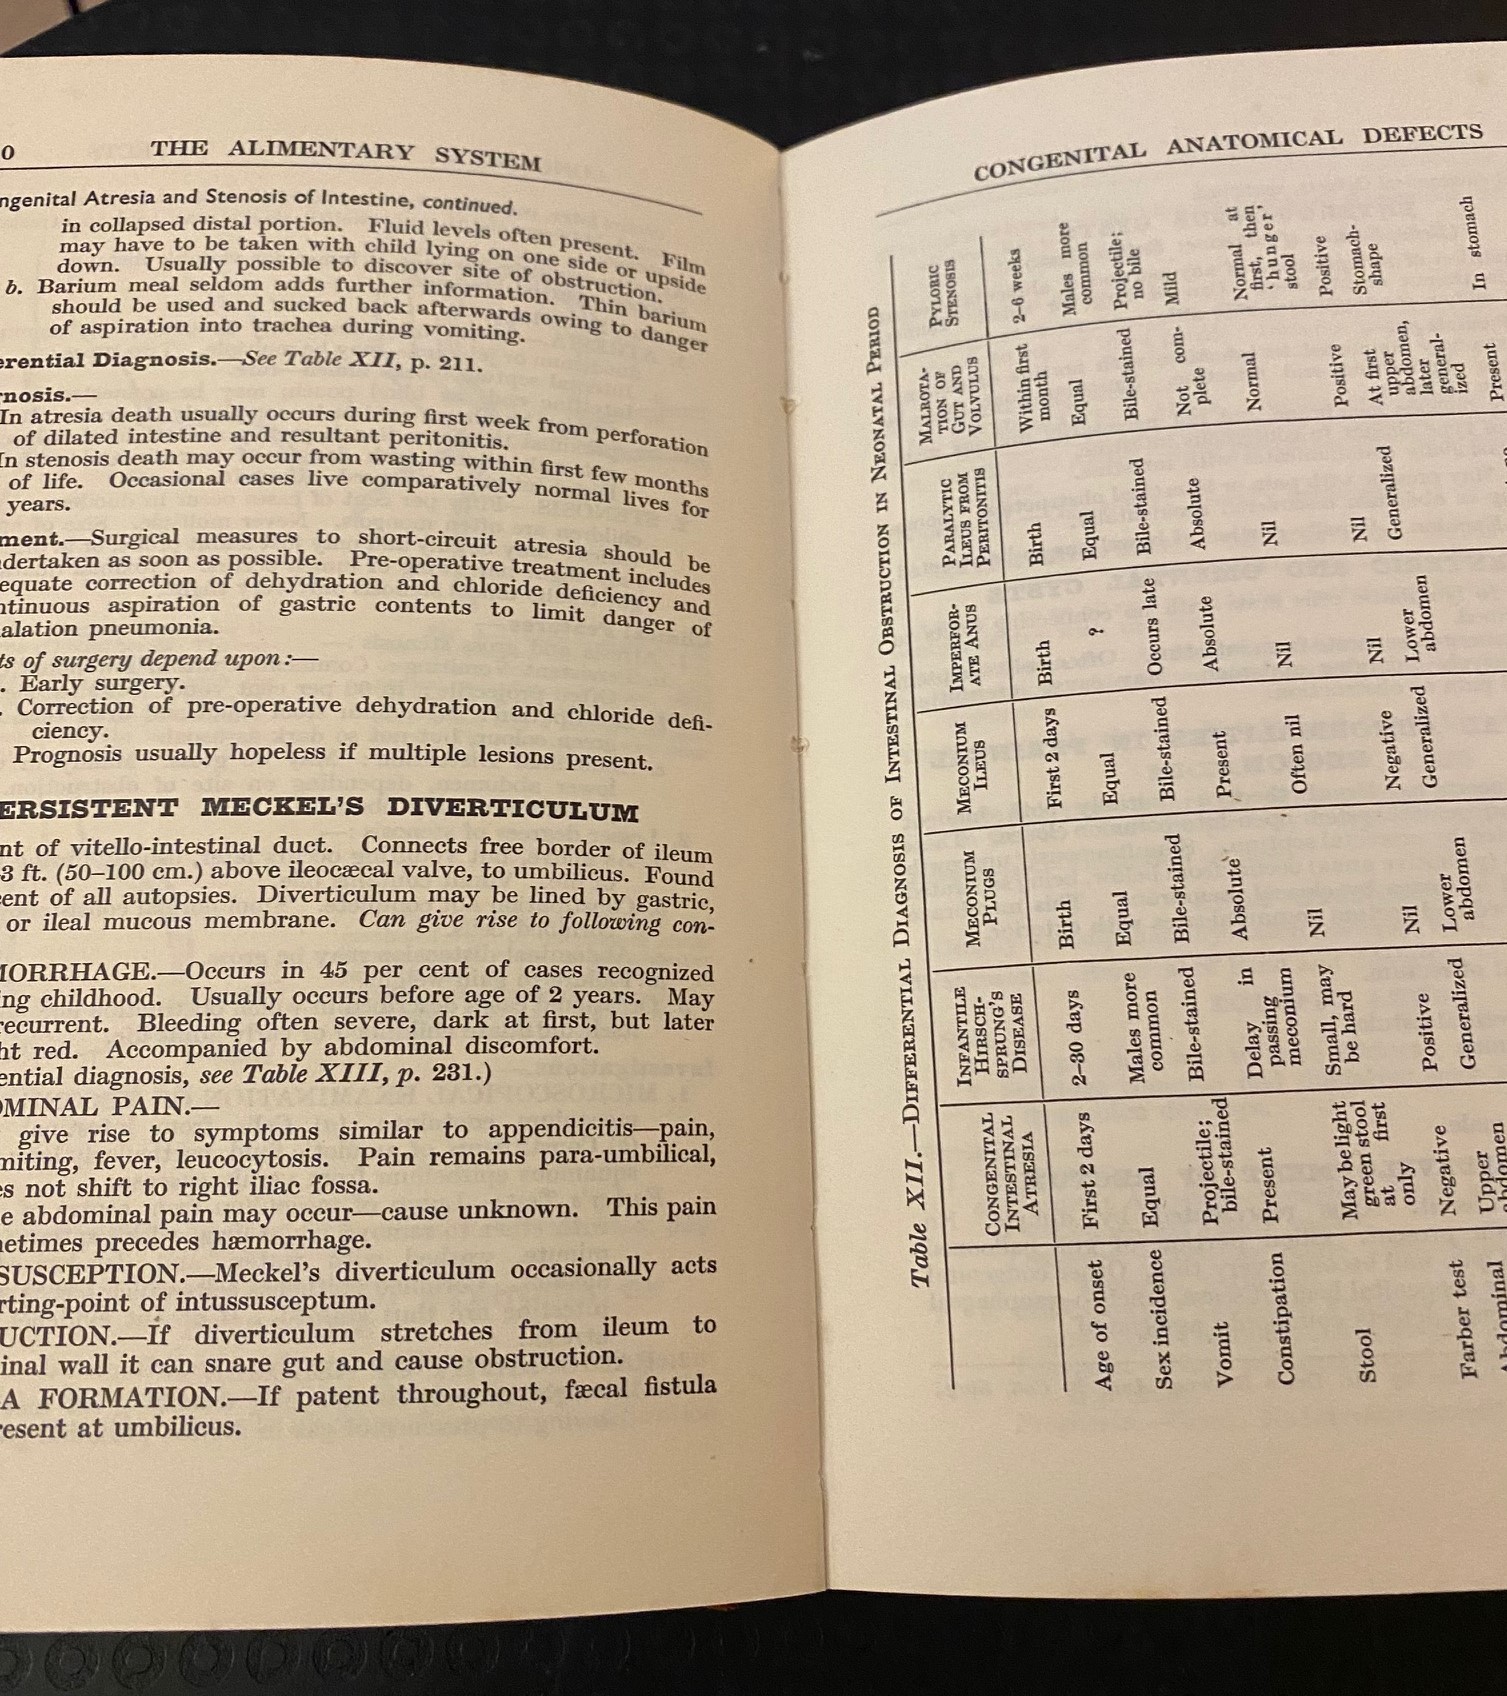 0
THE ALIMENTARY SYSTEM
ngenital Atresia and Stenosis of Intestine, continued.
in collapsed distal portion. Fluid levels often present. Film
may have to be taken with child lying on one side or upside
down. Usually possible to discover site of obstruction.
b. Barium meal seldom adds further information. Thin barium
should be used and sucked back afterwards owing to danger
of aspiration into trachea during vomiting.
erential Diagnosis.—See Table XII, p. 211.
nosis.—
In atresia death usually occurs during first week from perforation
of dilated intestine and resultant peritonitis.
In stenosis death may occur from wasting within first few months
of life. Occasional cases live comparatively normal lives for
years.
ment.—Surgical measures to short-circuit atresia should be
ndertaken as soon as possible. Pre-operative treatment includes
equate correction of dehydration and chloride deficiency and
ntinuous aspiration of gastric contents to limit danger of
alation pneumonia.
ts of surgery depend upon:—
. Early surgery.
. Correction of pre-operative dehydration and chloride defi-
ciency.
Prognosis usually hopeless if multiple lesions present.
ERSISTENT MECKEL'S DIVERTICULUM
nt of vitello-intestinal duct. Connects free border of ileum
3 ft. (50–100 cm.) above ileocæcal valve, to umbilicus. Found
ent of all autopsies. Diverticulum may be lined by gastric,
or ileal mucous membrane. Can give rise to following con-
MORRHAGE.—Occurs in 45 per cent of cases recognized
ing childhood. Usually occurs before age of 2 years. May
recurrent. Bleeding often severe, dark at first, but later
ht red. Accompanied by abdominal discomfort.
ential diagnosis, see Table XIII, p. 231.)
OMINAL PAIN.—
give rise to symptoms similar to appendicitis—pain,
miting, fever, leucocytosis. Pain remains para-umbilical,
es not shift to right iliac fossa.
e abdominal pain may occur—cause unknown. This pain
netimes precedes hæmorrhage.
SUSCEPTION.—Meckel's diverticulum occasionally acts
rting-point of intussusceptum.
UCTION.—If diverticulum stretches from ileum to
inal wall it can snare gut and cause obstruction.
A FORMATION.—If patent throughout, fæcal fistula
resent at umbilicus.
CONGENITAL ANATOMICAL DEFECTS
Table XII.—DIFFERENTIAL DIAGNOSIS OF INTESTINAL OBSTRUCTION IN NEONATAL PERIOD
CONGENITAL
INTESTINAL
ATRESIA
INFANTILE
HIRSCH-
SPRUNG'S
DISEASE
MECONIUM
PLUGS
MECONIUM
ILEUS
IMPERFOR-
ATE ANUS
PARALYTIC
ILEUS FROM
PERITONITIS
MALROTA-
TION OF
GUT AND
VOLVULUS
PYLORIC
STENOSIS
Age of onset
First 2 days
2–30 days
Birth
First 2 days
Birth
Birth
Within first
month
2–6 weeks
Sex incidence
Equal
Males more
common
Equal
Equal
?
Equal
Equal
Males more
common
Vomit
Projectile;
bile-stained
Bile-stained
Bile-stained
Bile-stained
Occurs late
Bile-stained
Bile-stained
Projectile;
no bile
Constipation
Present
Delay in
passing
meconium
Absolute
Present
Absolute
Absolute
Not com-
plete
Mild
Stool
May be light
green stool
at first
only
Small, may
be hard
Nil
Often nil
Nil
Nil
Normal
Normal at
first, then
'hunger'
stool
Farber test
Negative
Positive
Nil
Negative
Nil
Nil
Positive
Positive
Abdominal
Upper
abdomen
Generalized
Lower
abdomen
Generalized
Lower
abdomen
Generalized
At first
upper
abdomen,
later
general-
ized
Stomach-
shape
Present
In stomach